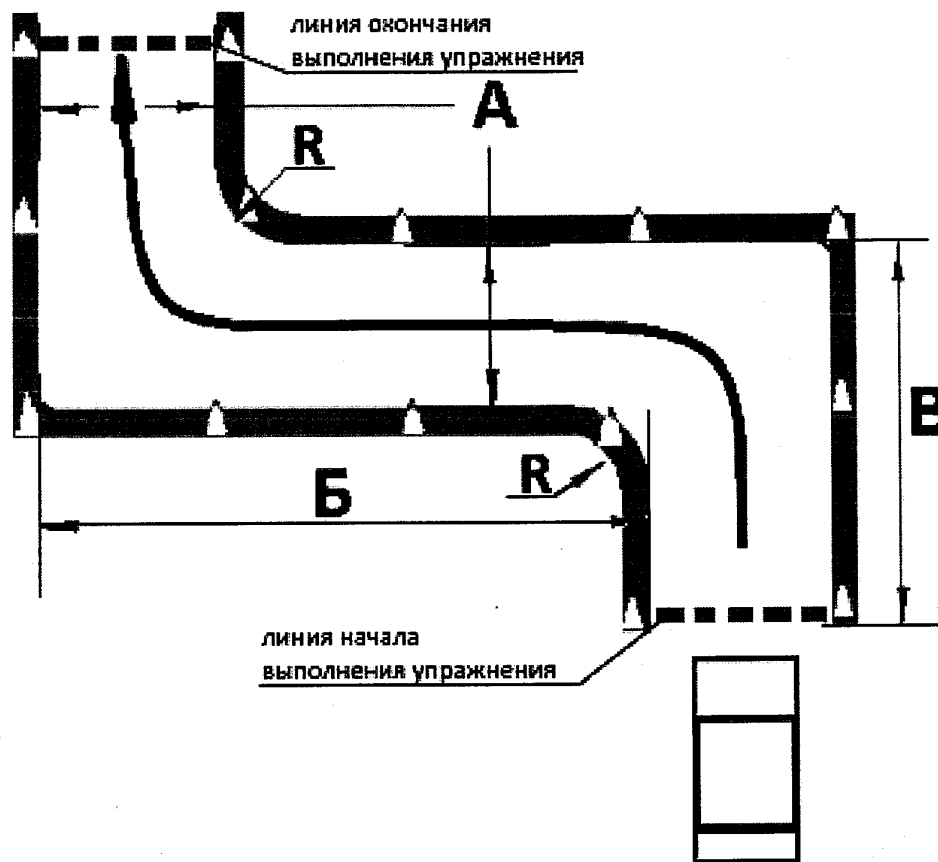 линия окончания
выполнения упражнения
А
R
В
R
Б
линия начала
выполнения упражнения